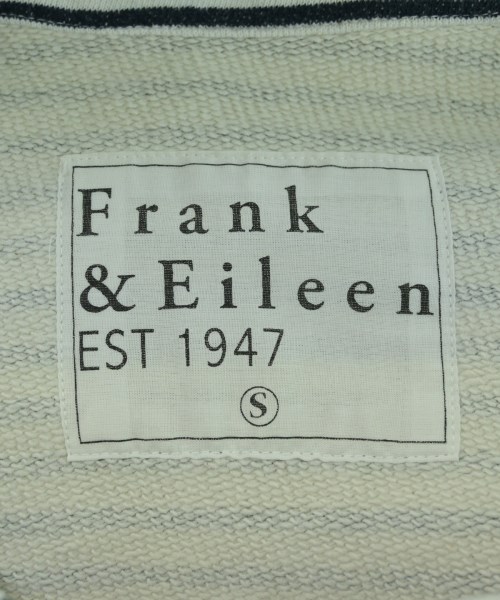 Frank
& Eileen
EST 1947
S